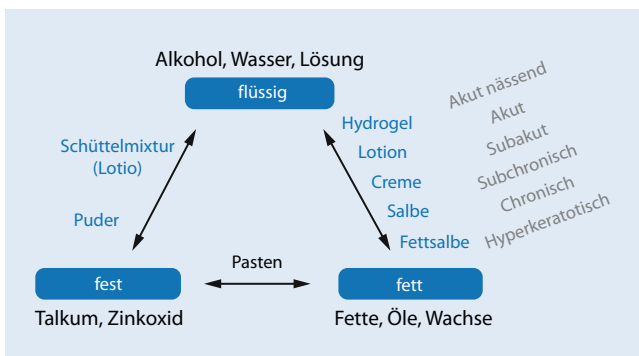 Alkohol, Wasser, Lösung
flüssig
Akut nässend
Akut
Subakut
Subchronisch
Chronisch
Hyperkeratotisch
Hydrogel
Lotion
Creme
Salbe
Fettsalbe
Schüttelmixtur
(Lotio)
Puder
Pasten
fest
fett
Talkum, Zinkoxid
Fette, Öle, Wachse